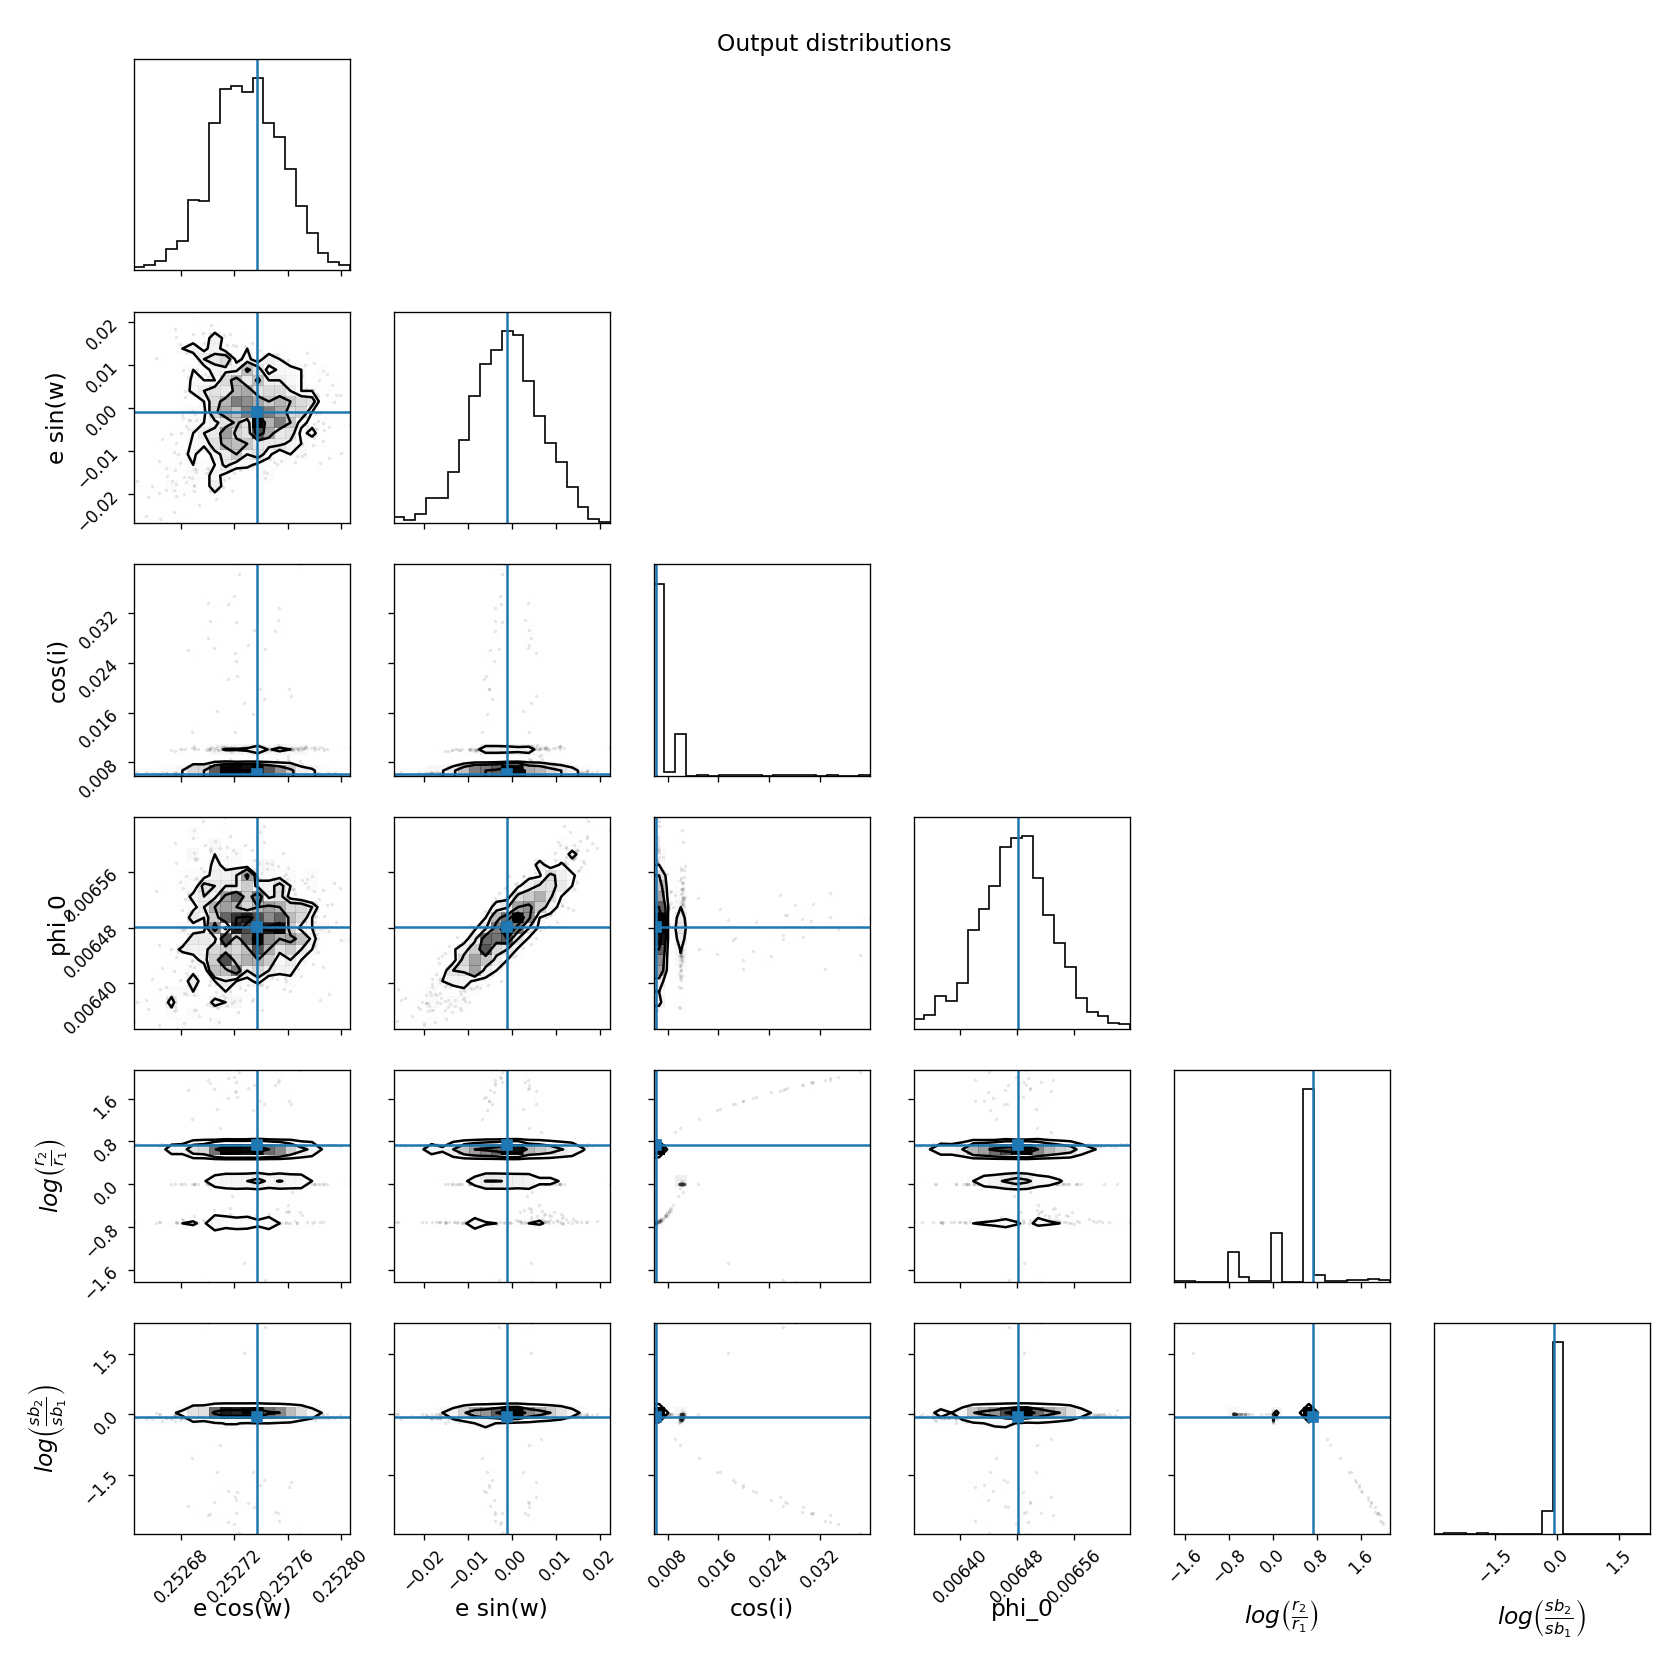 Output distributions
e sin(w)
0.02
0.01
0.00
−0.01
−0.02
cos(i)
0.032
0.024
0.016
0.008
phi_0
0.00656
0.00648
0.00640
log(r2/r1)
1.6
0.8
0.0
−0.8
−1.6
log(sb2/sb1)
1.5
0.0
−1.5
0.25268 0.25272 0.25276 0.25280
−0.02 −0.01 0.00 0.01 0.02
0.008 0.016 0.024 0.032
0.00640 0.00648 0.00656
−1.6 −0.8 0.0 0.8 1.6
−1.5 0.0 1.5
e cos(w)
e sin(w)
cos(i)
phi_0
log(r2/r1)
log(sb2/sb1)